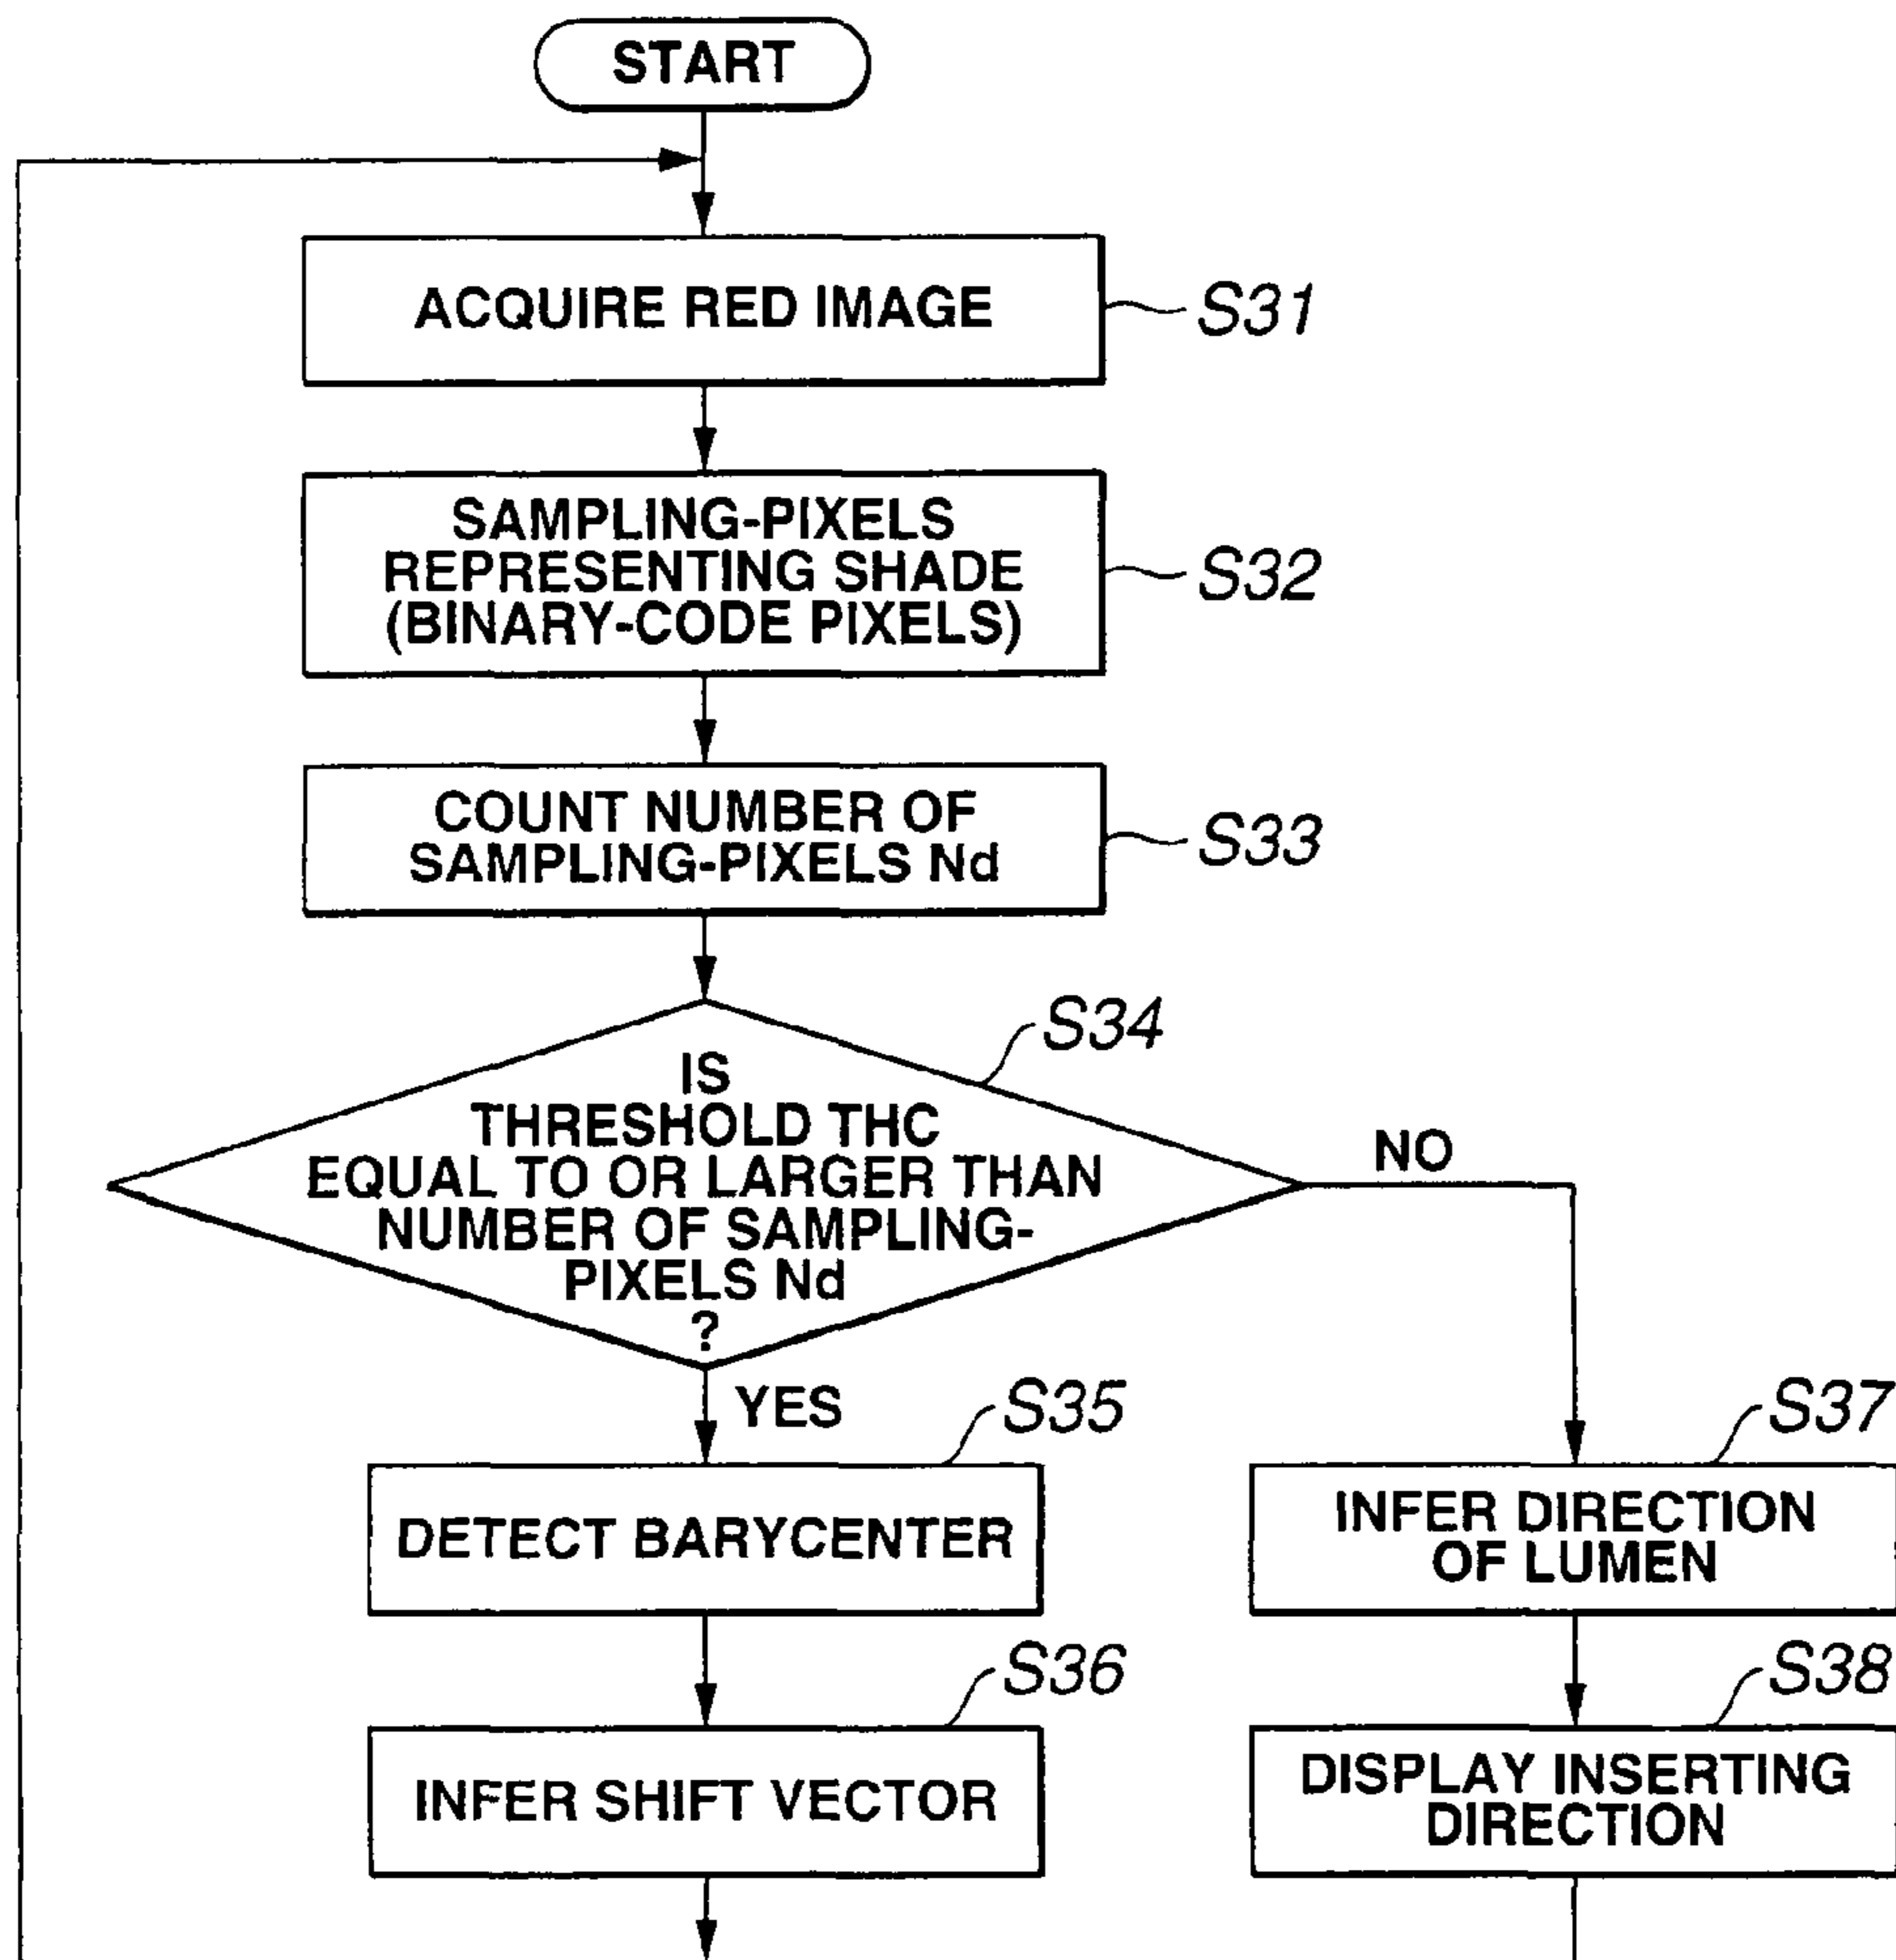 START
ACQUIRE RED IMAGE
S31
SAMPLING-PIXELS
REPRESENTING SHADE
(BINARY-CODE PIXELS)
S32
COUNT NUMBER OF
SAMPLING-PIXELS Nd
S33
S34
IS
THRESHOLD THC
EQUAL TO OR LARGER THAN
NUMBER OF SAMPLING-
PIXELS Nd
?
NO
YES
S35
DETECT BARYCENTER
S36
INFER SHIFT VECTOR
S37
INFER DIRECTION
OF LUMEN
S38
DISPLAY INSERTING
DIRECTION